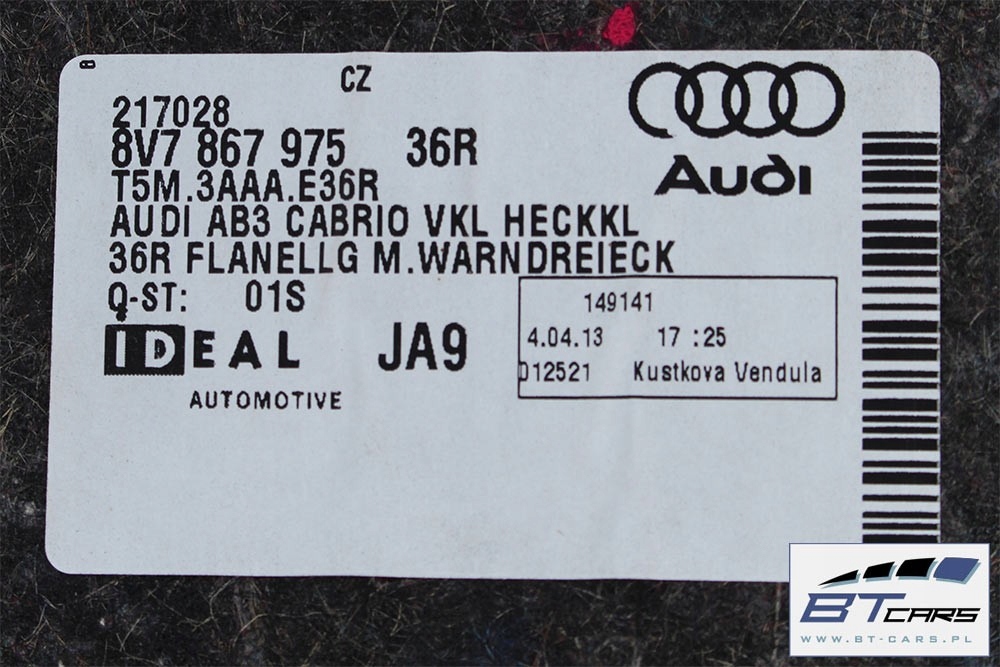 8
CZ
217028
8V7 867 975 36R
T5M.3AAA.E36R
AUDI AB3 CABRIO VKL HECKKL
36R FLANELLG M.WARNDREIECK
Q-ST: 01S
IDEAL JA9
AUTOMOTIVE
Audi
149141
4.04.13 17 :25
D12521 Kustkova Vendula
BT CARS
WWW.BT-CARS.PL